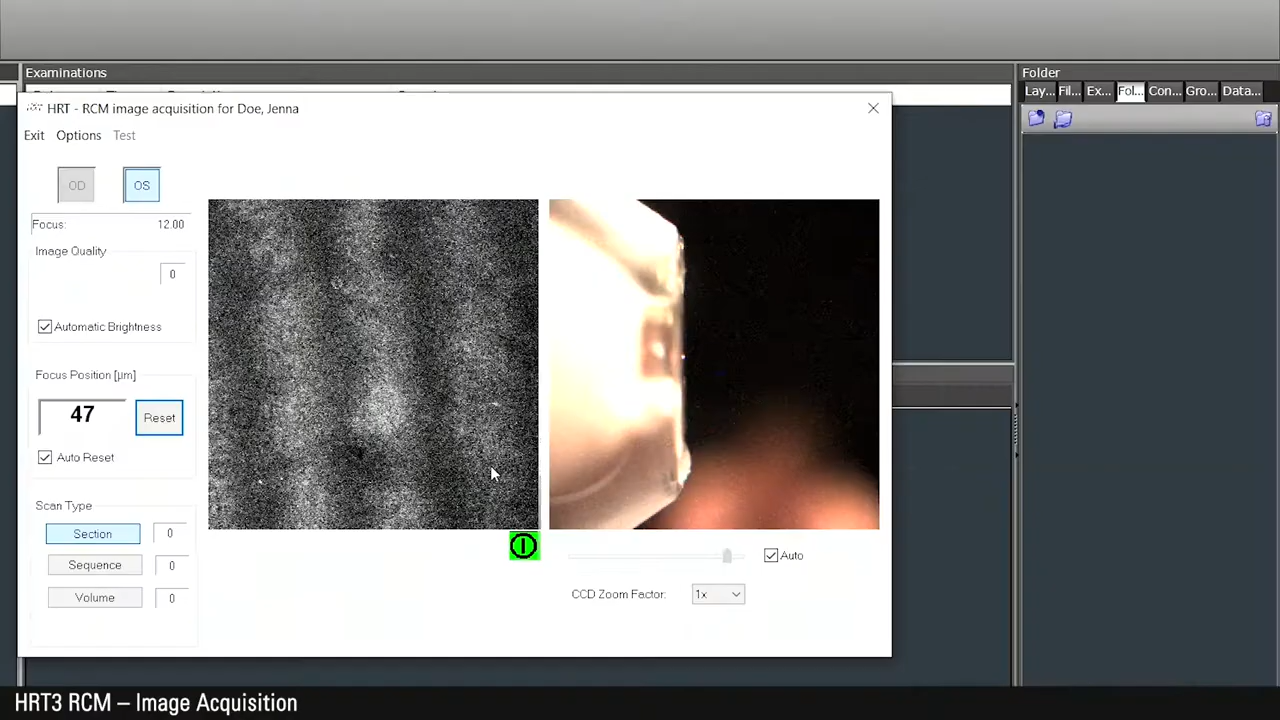 Examinations
Folder
HRT - RCM image acquisition for Doe, Jenna
Lay... Fil... Ex... Fol... Con... Gro... Data...
Exit Options Test
OD OS
Focus: 12.00
Image Quality
0
Automatic Brightness
Focus Position [µm]
47 Reset
Auto Reset
Scan Type
Section 0
Sequence 0
Volume 0
Auto
CCD Zoom Factor: 1x
HRT3 RCM – Image Acquisition